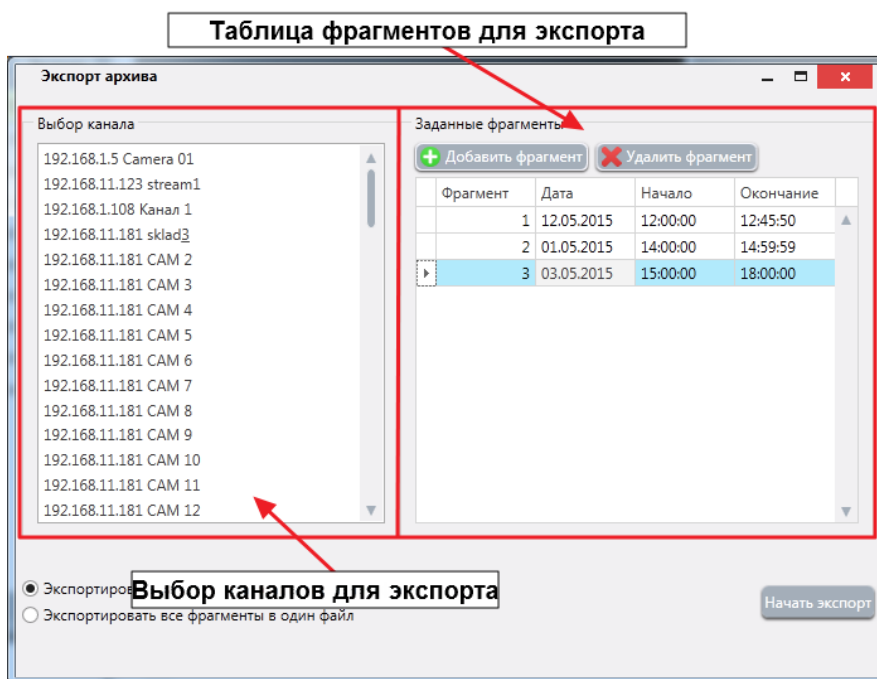 Таблица фрагментов для экспорта
Экспорт архива
Выбор канала
192.168.1.5 Camera 01
192.168.11.123 stream1
192.168.1.108 Канал 1
192.168.11.181 sklad3
192.168.11.181 CAM 2
192.168.11.181 CAM 3
192.168.11.181 CAM 4
192.168.11.181 CAM 5
192.168.11.181 CAM 6
192.168.11.181 CAM 7
192.168.11.181 CAM 8
192.168.11.181 CAM 9
192.168.11.181 CAM 10
192.168.11.181 CAM 11
192.168.11.181 CAM 12
Заданные фрагменты
Добавить фрагмент Удалить фрагмент
Фрагмент Дата Начало Окончание
1 12.05.2015 12:00:00 12:45:50
2 01.05.2015 14:00:00 14:59:59
3 03.05.2015 15:00:00 18:00:00
Выбор каналов для экспорта
Экспортировать все фрагменты в один файл
Начать экспорт